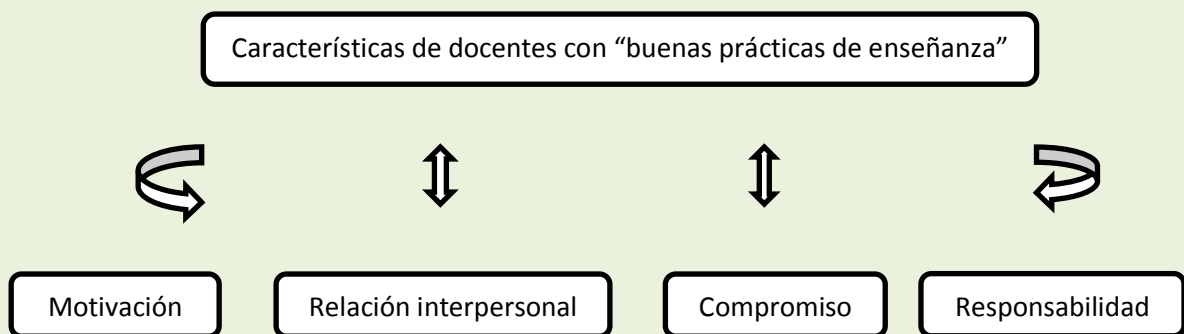 Características de docentes con “buenas prácticas de enseñanza”
Motivación
Relación interpersonal
Compromiso
Responsabilidad